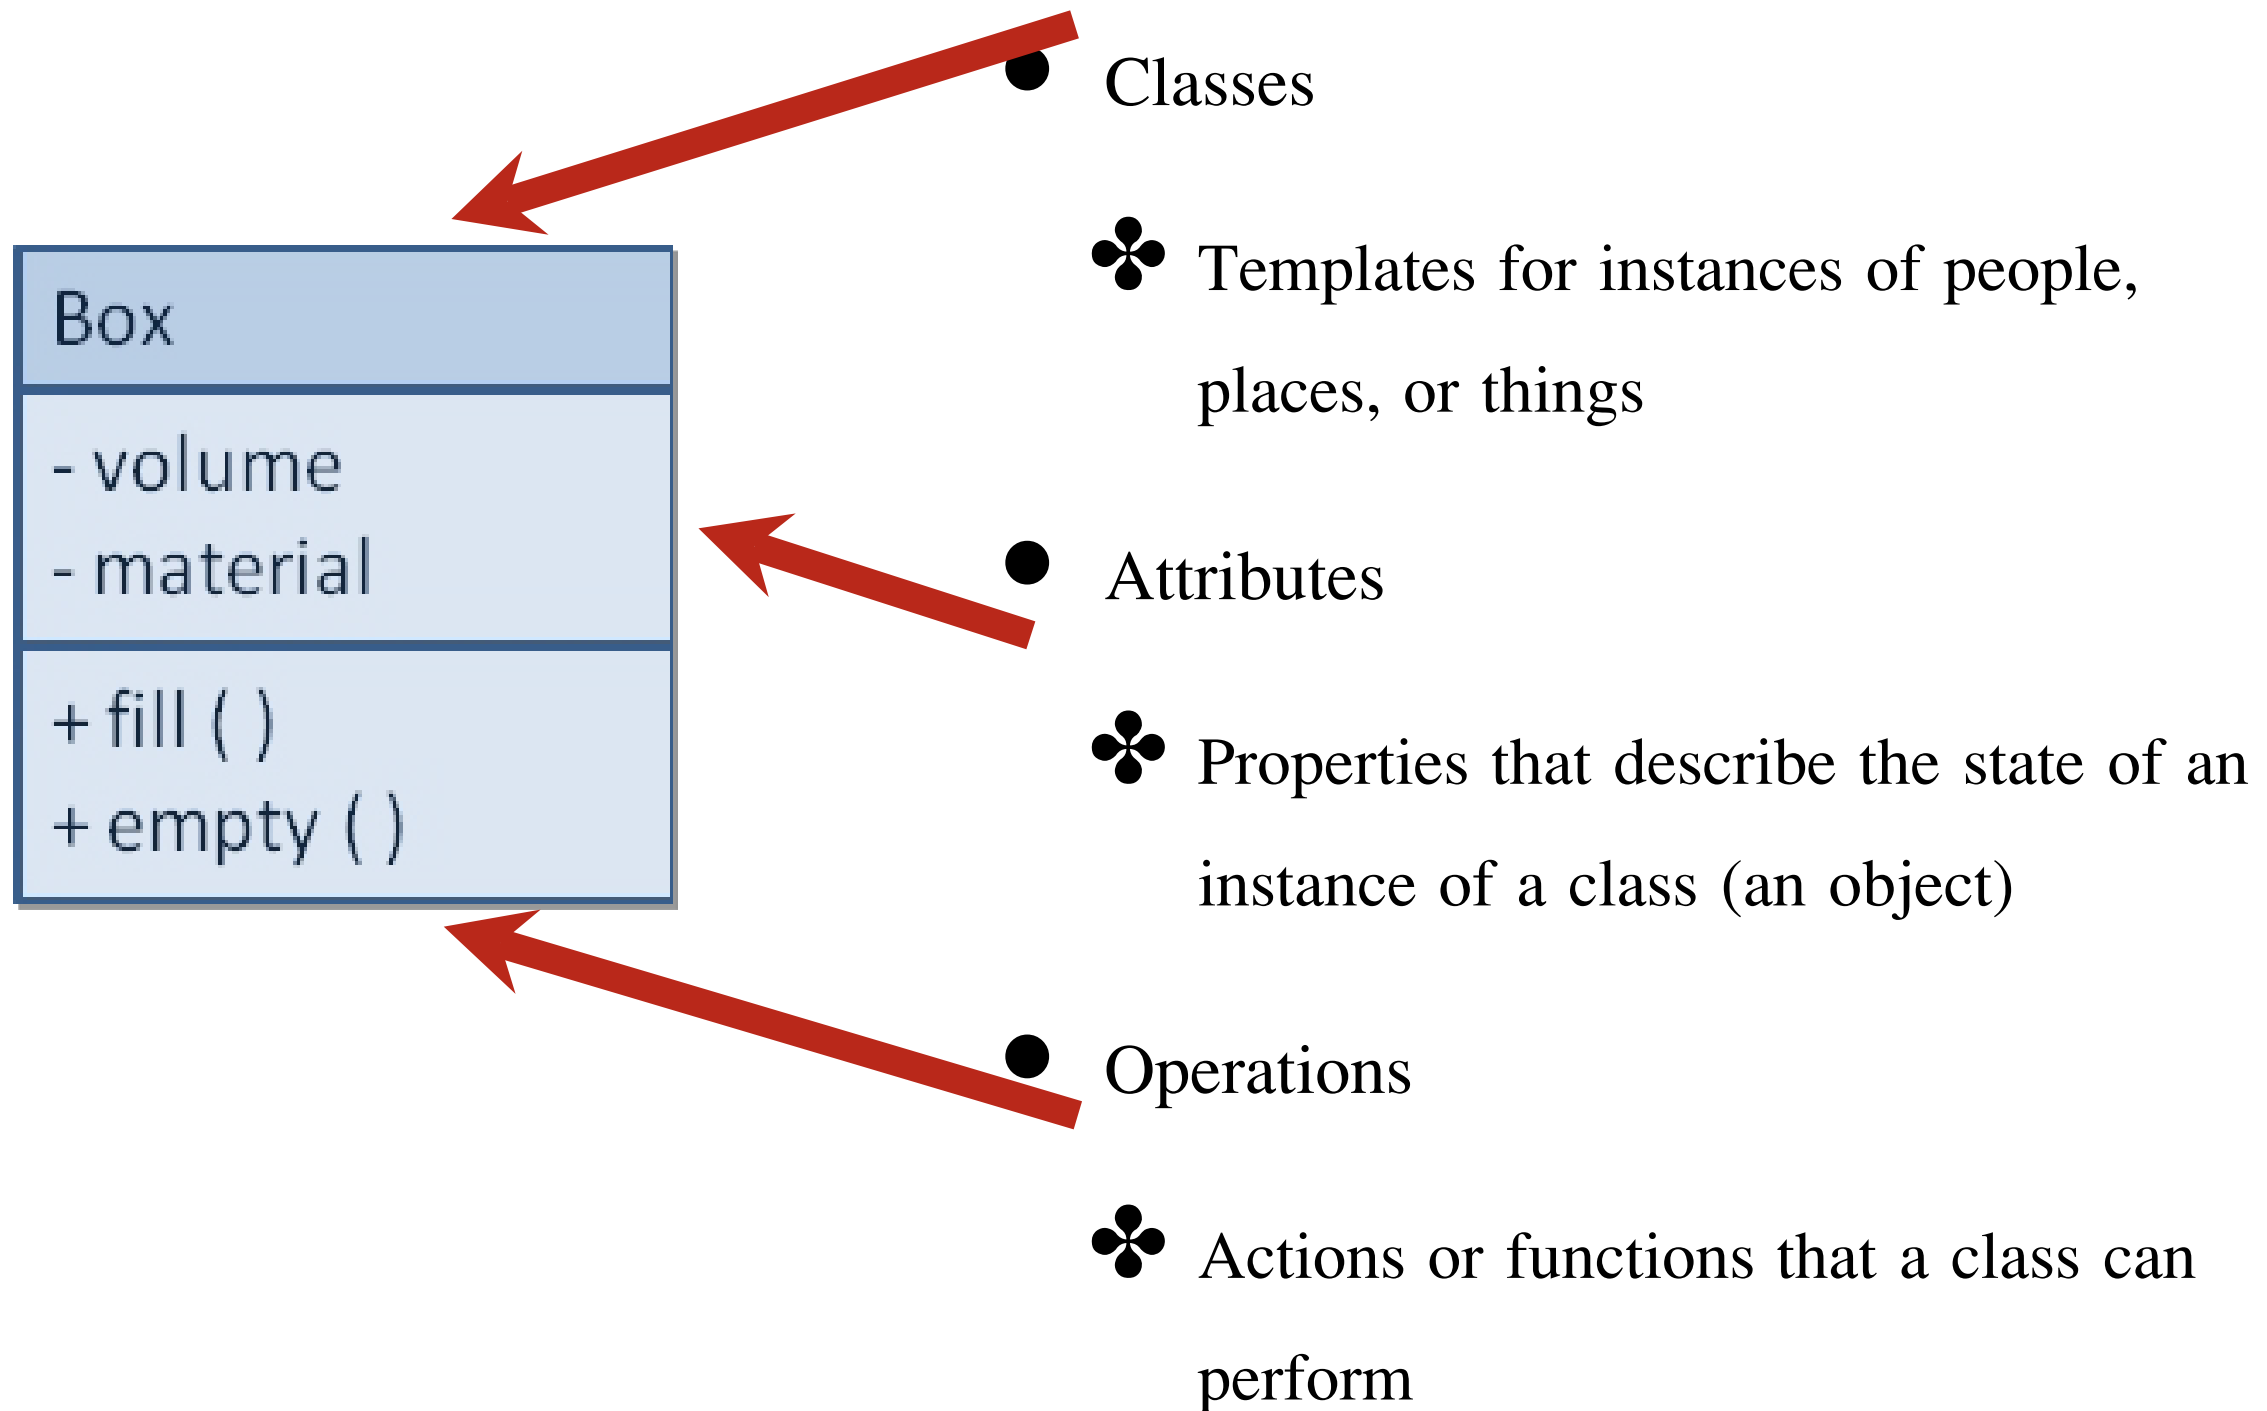 Box
- volume
- material
+ fill ( )
+ empty ( )
● Classes
✤ Templates for instances of people,
places, or things
● Attributes
✤ Properties that describe the state of an
instance of a class (an object)
● Operations
✤ Actions or functions that a class can
perform